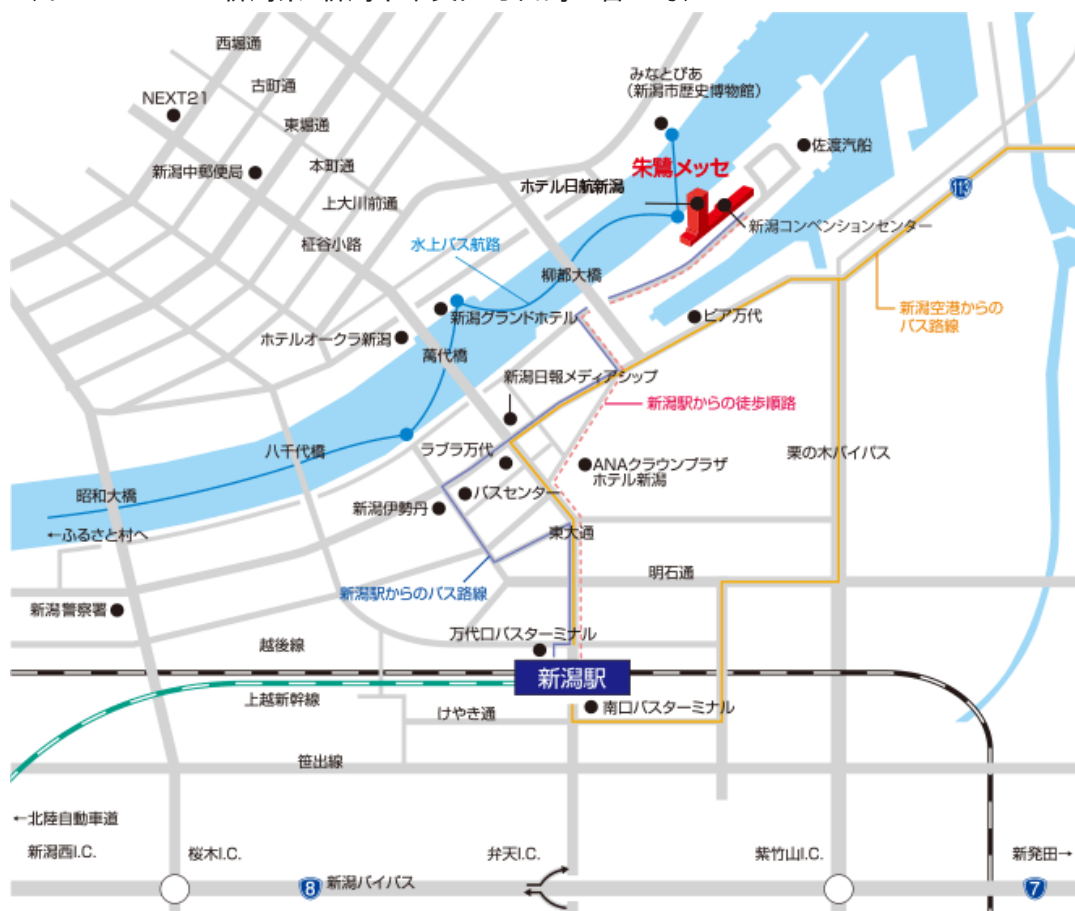 西堀通
古町通
NEXT21
東堀通
新潟中郵便局
本町通
上大川前通
柾谷小路
みなとぴあ
(新潟市歴史博物館)
佐渡汽船
朱鷺メッセ
ホテル日航新潟
113
新潟コンベンションセンター
水上バス航路
柳都大橋
新潟グランドホテル
ピア万代
新潟空港からの
バス路線
ホテルオークラ新潟
萬代橋
新潟日報メディアシップ
新潟駅からの徒歩順路
八千代橋
ラブラ万代
栗の木バイパス
ANAクラウンプラザ
ホテル新潟
昭和大橋
バスセンター
新潟伊勢丹
←ふるさと村へ
東大通
明石通
新潟駅からのバス路線
新潟警察署
万代口バスターミナル
越後線
新潟駅
上越新幹線
南口バスターミナル
けやき通
笹出線
←北陸自動車道
新潟西I.C.
桜木I.C.
弁天I.C.
紫竹山I.C.
新発田→
8
新潟バイパス
7